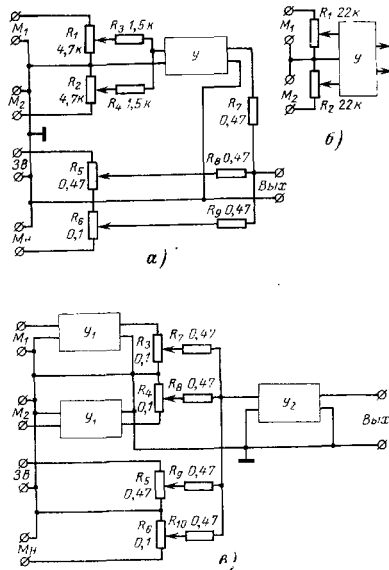 M₁
R₁
4,7к
R₃ 1,5к
У
R₂
4,7к
R₄ 1,5к
M₂
R₇
0,47
ЗВ
R₅
0,47
R₈ 0,47
Вых
R₆
0,1
R₉ 0,47
Мн
а)
M₁
R₁ 22к
У
M₂
R₂ 22к
б)
M₁
У₁
R₃
0,1
R₇ 0,47
M₂
У₁
R₄
0,1
R₈ 0,47
У₂
Вых
ЗВ
R₅
0,47
R₉ 0,47
R₆
0,1
R₁₀ 0,47
Мн
в)